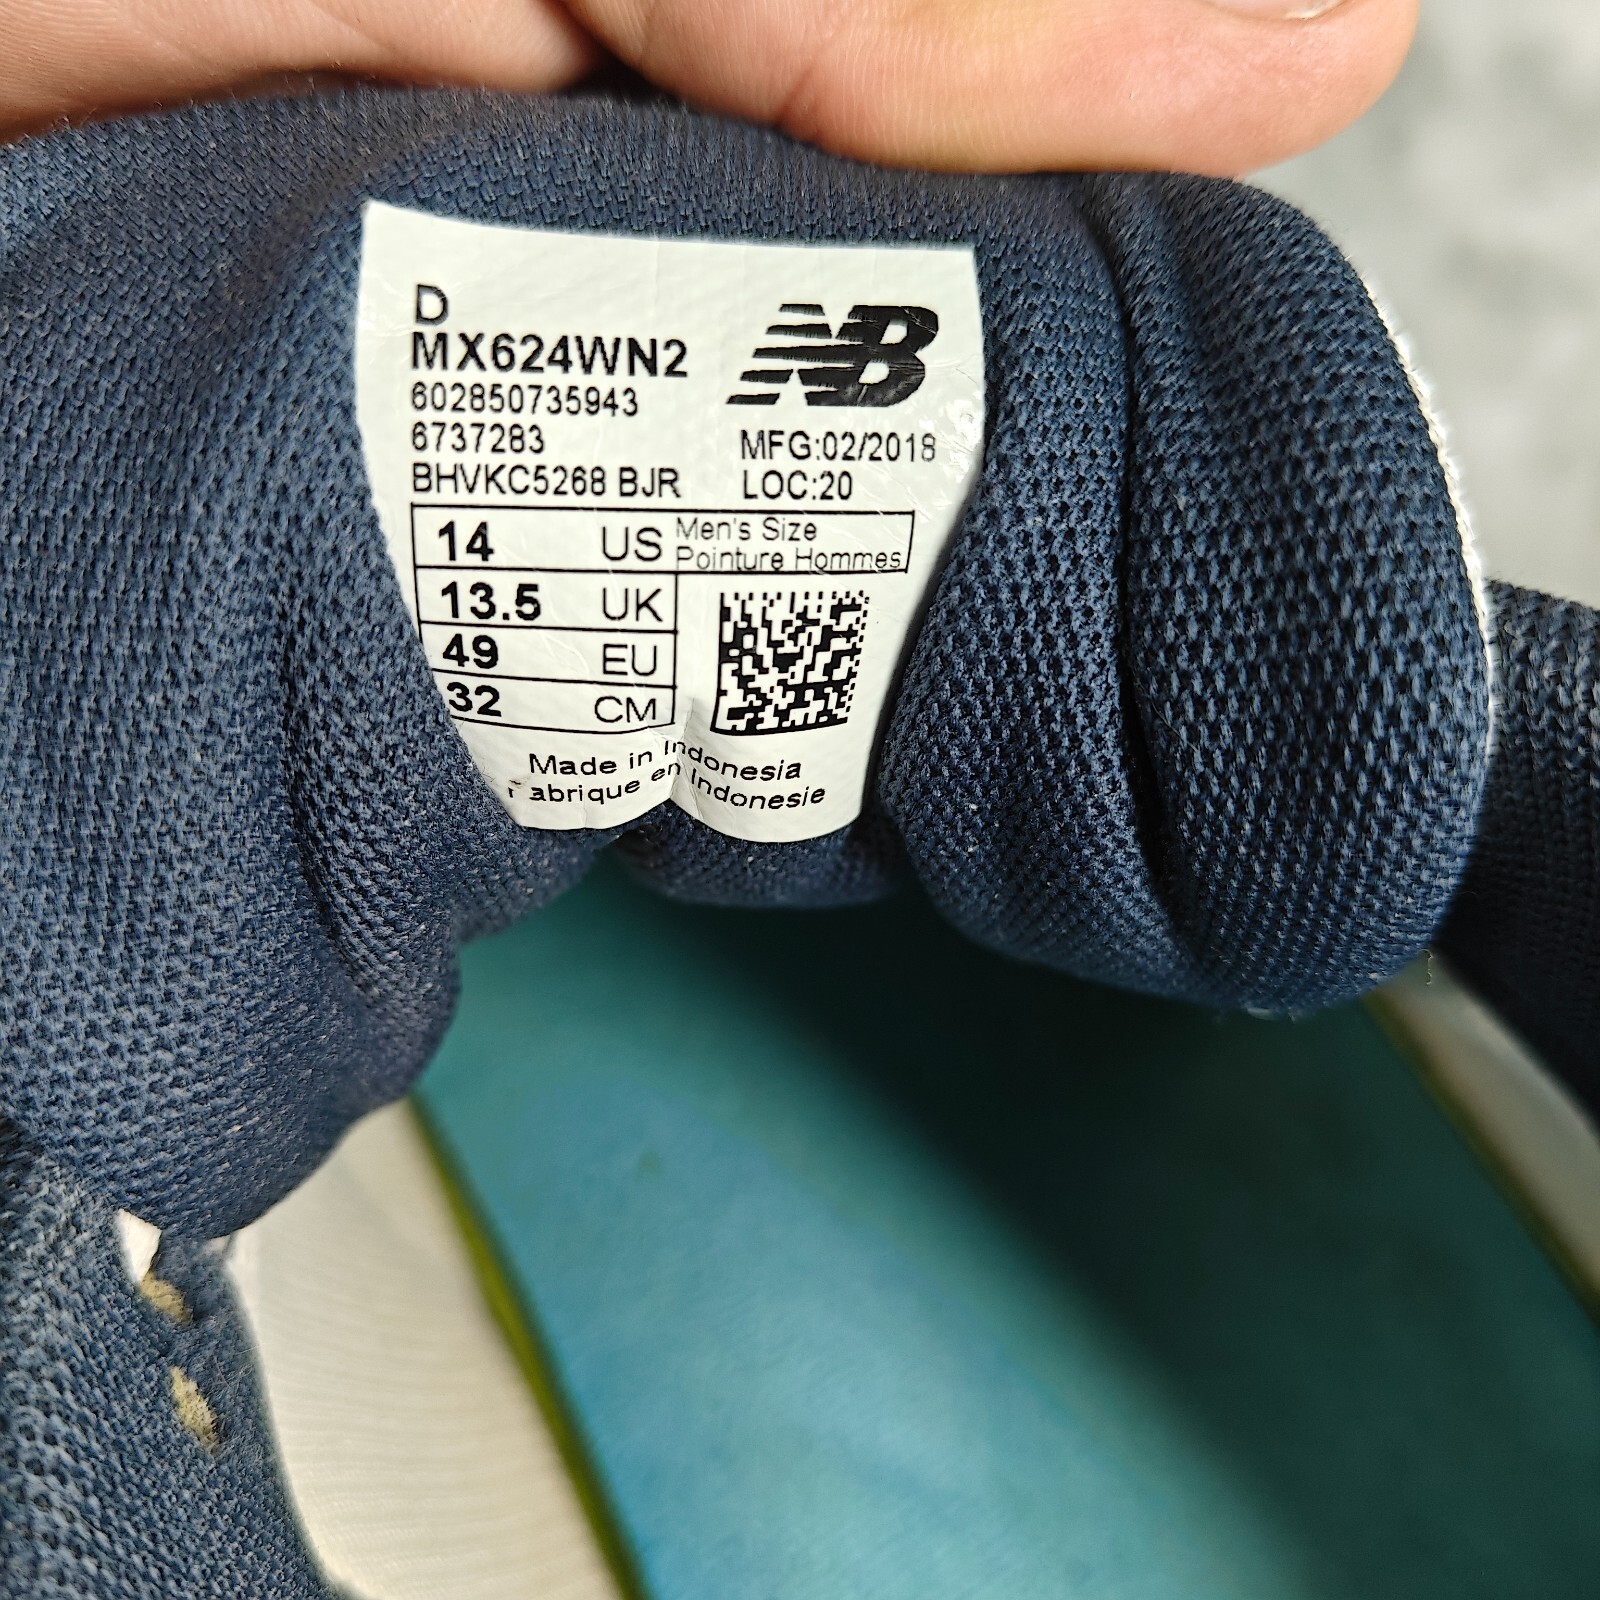 D
MX624WN2
NB
602850735943
6737283
MFG:02/2018
BHVKC5268 BJR
LOC:20
14 US Men's Size
Pointure Hommes
13.5 UK
49 EU
32 CM
Made in Indonesia
Fabrique en Indonesie